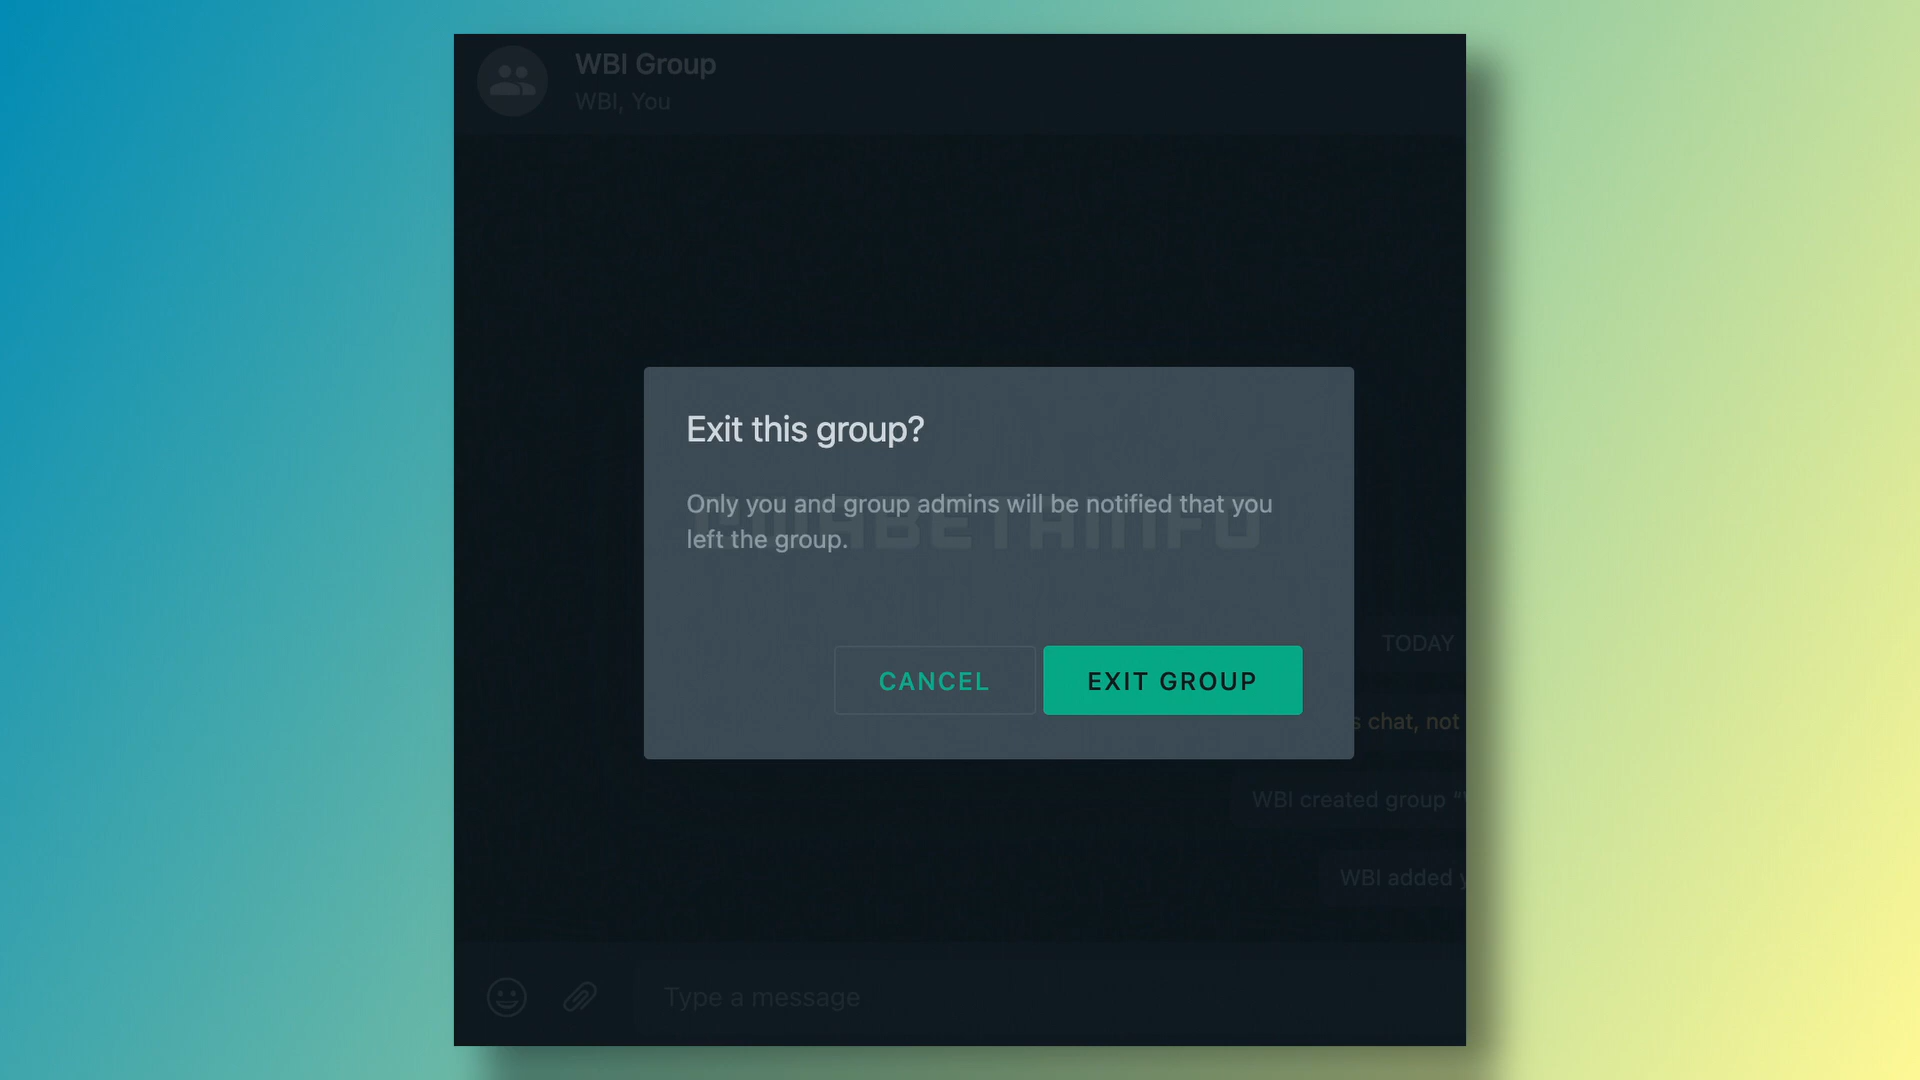 WBI Group
WBI, You
Exit this group?
Only you and group admins will be notified that you
left the group.
CANCEL
EXIT GROUP
TODAY
chat, not
WBI created group “
WBI added
Type a message